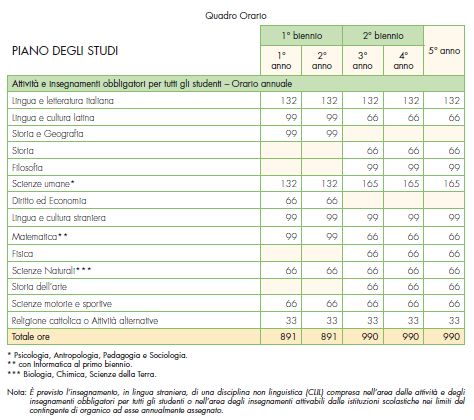 Quadro Orario
PIANO DEGLI STUDI 1° biennio 2° biennio 5° anno
1° anno 2° anno 3° anno 4° anno
Attività e insegnamenti obbligatori per tutti gli studenti – Orario annuale
Lingua e letteratura italiana 132 132 132 132 132
Lingua e cultura latina 99 99 66 66 66
Storia e Geografia 99 99
Storia 66 66 66
Filosofia 99 99 99
Scienze umane* 132 132 165 165 165
Diritto ed Economia 66 66
Lingua e cultura straniera 99 99 99 99 99
Matematica** 99 99 66 66 66
Fisica 66 66 66
Scienze Naturali*** 66 66 66 66 66
Storia dell'arte 66 66 66
Scienze motorie e sportive 66 66 66 66 66
Religione cattolica o Attività alternative 33 33 33 33 33
Totale ore 891 891 990 990 990
* Psicologia, Antropologia, Pedagogia e Sociologia.
** con Informatica al primo biennio.
*** Biologia, Chimica, Scienze della Terra.
Nota: È previsto l'insegnamento, in lingua straniera, di una disciplina non linguistica (CLIL) compresa nell'area delle attività e degli
insegnamenti obbligatori per tutti gli studenti o nell'area degli insegnamenti attivabili dalle istituzioni scolastiche nei limiti del
contingente di organico ad esse annualmente assegnato.